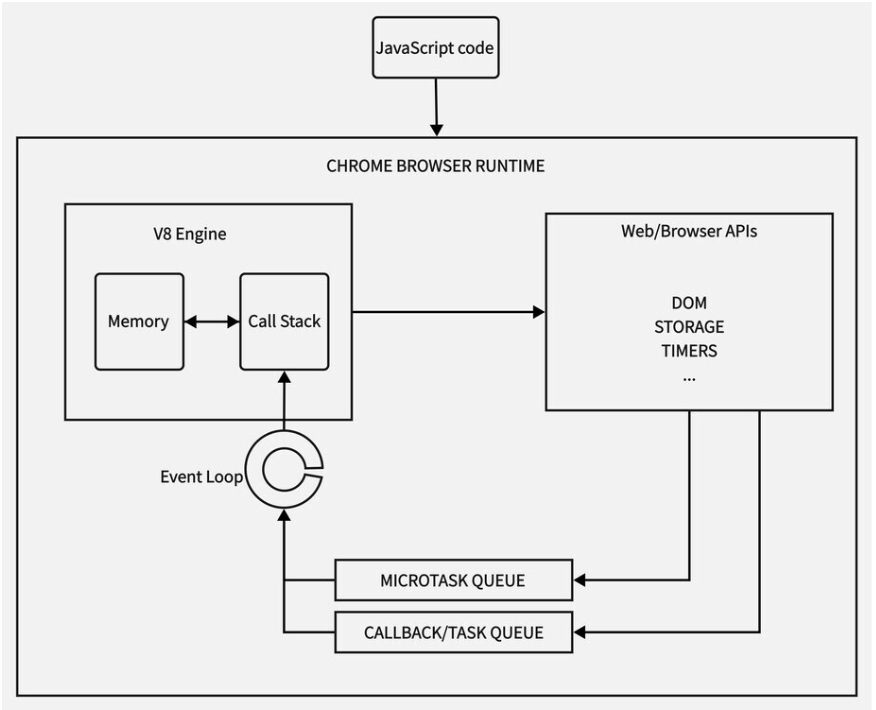 JavaScript code
CHROME BROWSER RUNTIME
V8 Engine
Memory
Call Stack
Web/Browser APIs
DOM
STORAGE
TIMERS
...
Event Loop
MICROTASK QUEUE
CALLBACK/TASK QUEUE